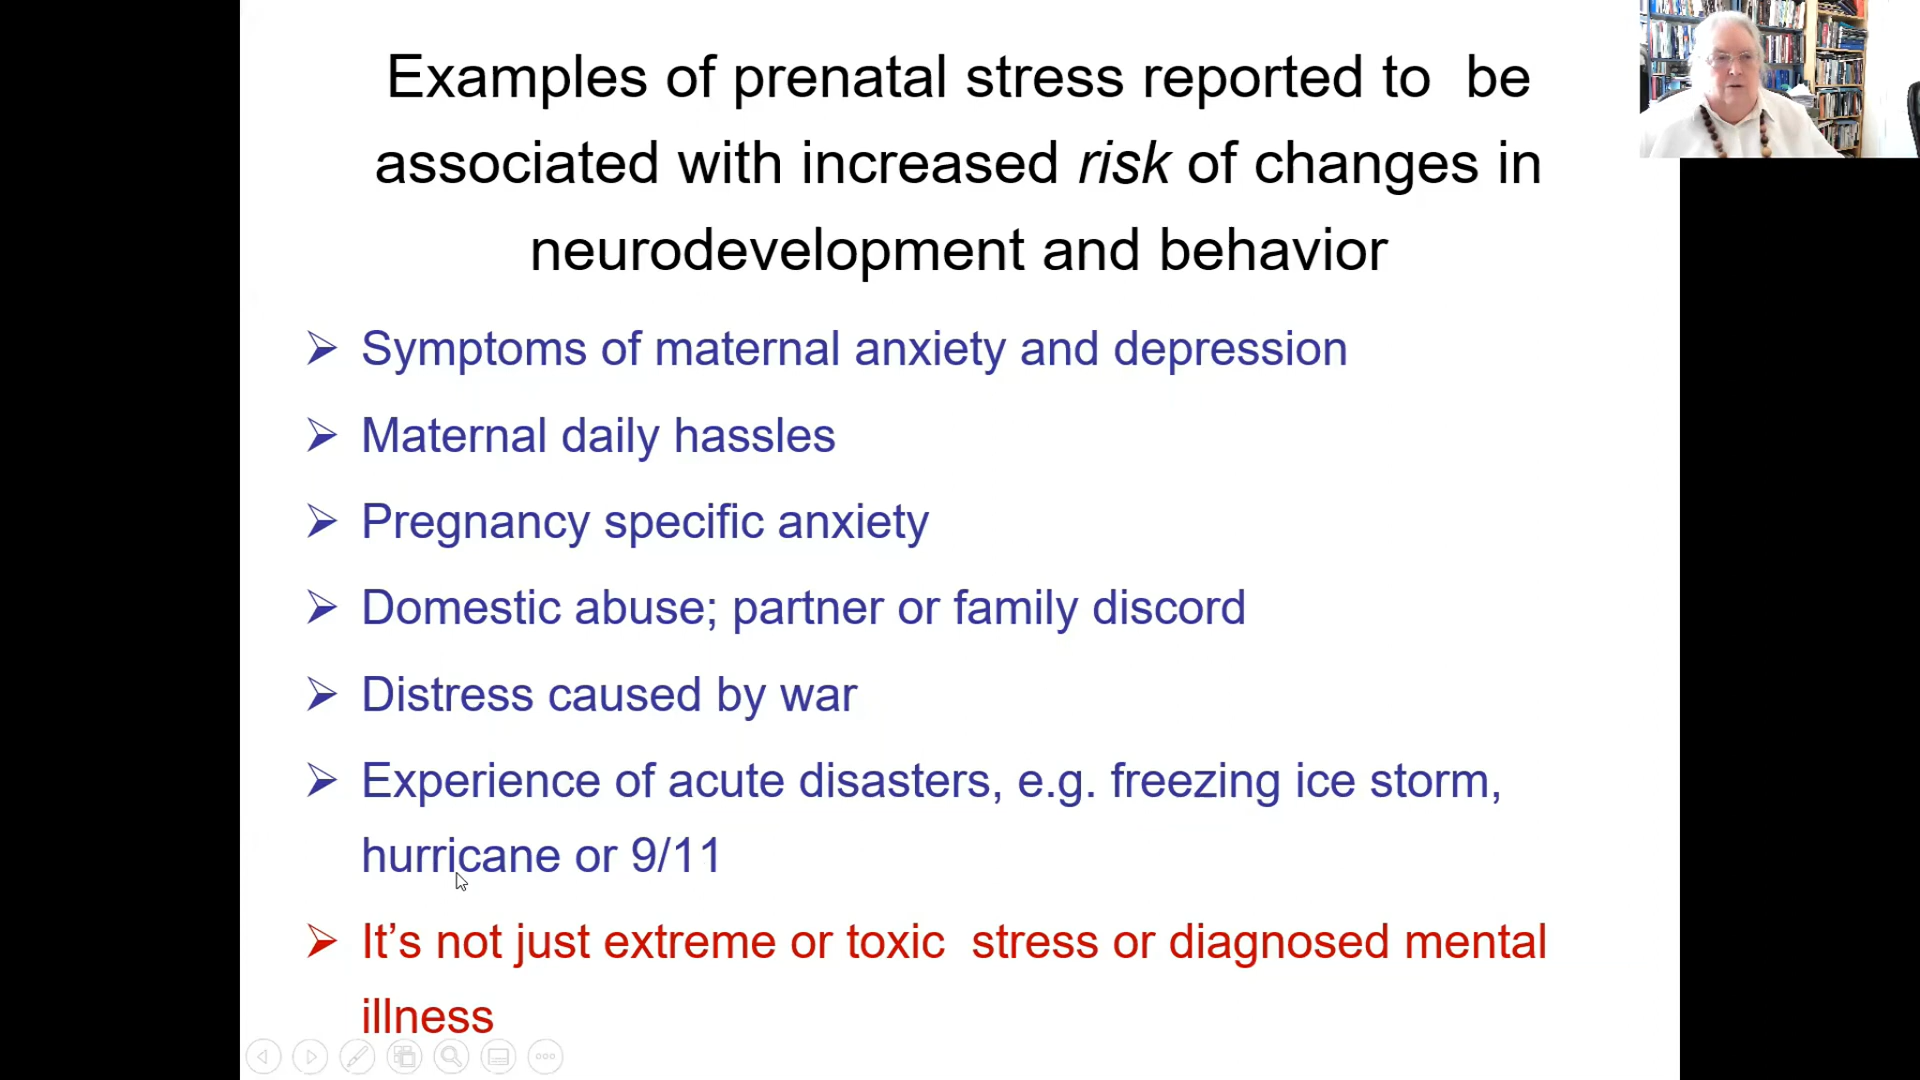 Examples of prenatal stress reported to  be
associated with increased risk of changes in
neurodevelopment and behavior
➢ Symptoms of maternal anxiety and depression
➢ Maternal daily hassles
➢ Pregnancy specific anxiety
➢ Domestic abuse; partner or family discord
➢ Distress caused by war
➢ Experience of acute disasters, e.g. freezing ice storm,
hurricane or 9/11
➢ It’s not just extreme or toxic  stress or diagnosed mental
illness